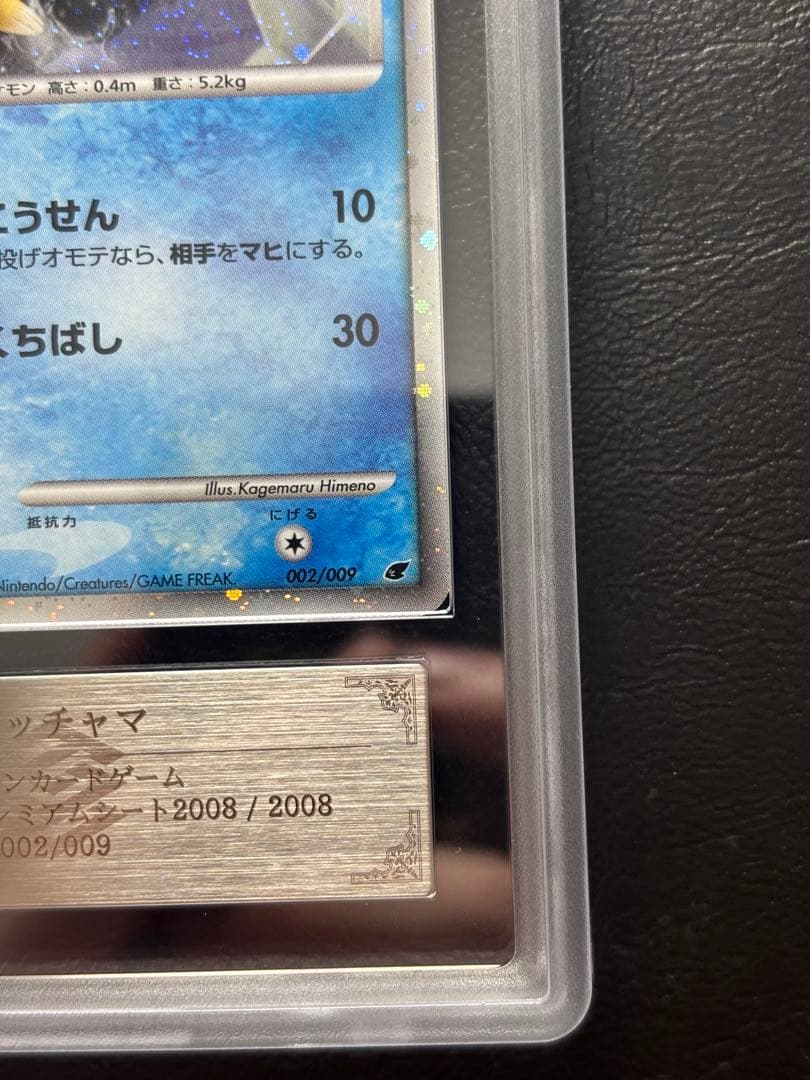 ケモン 高さ：0.4m 重さ：5.2kg
こうせん 10
投げオモテなら、相手をマヒにする。
くちばし 30
Illus.Kagemaru Himeno
抵抗力 にげる
Nintendo/Creatures/GAME FREAK. 002/009
ッチャマ
ンカードゲーム
レミアムシート2008 / 2008
002/009